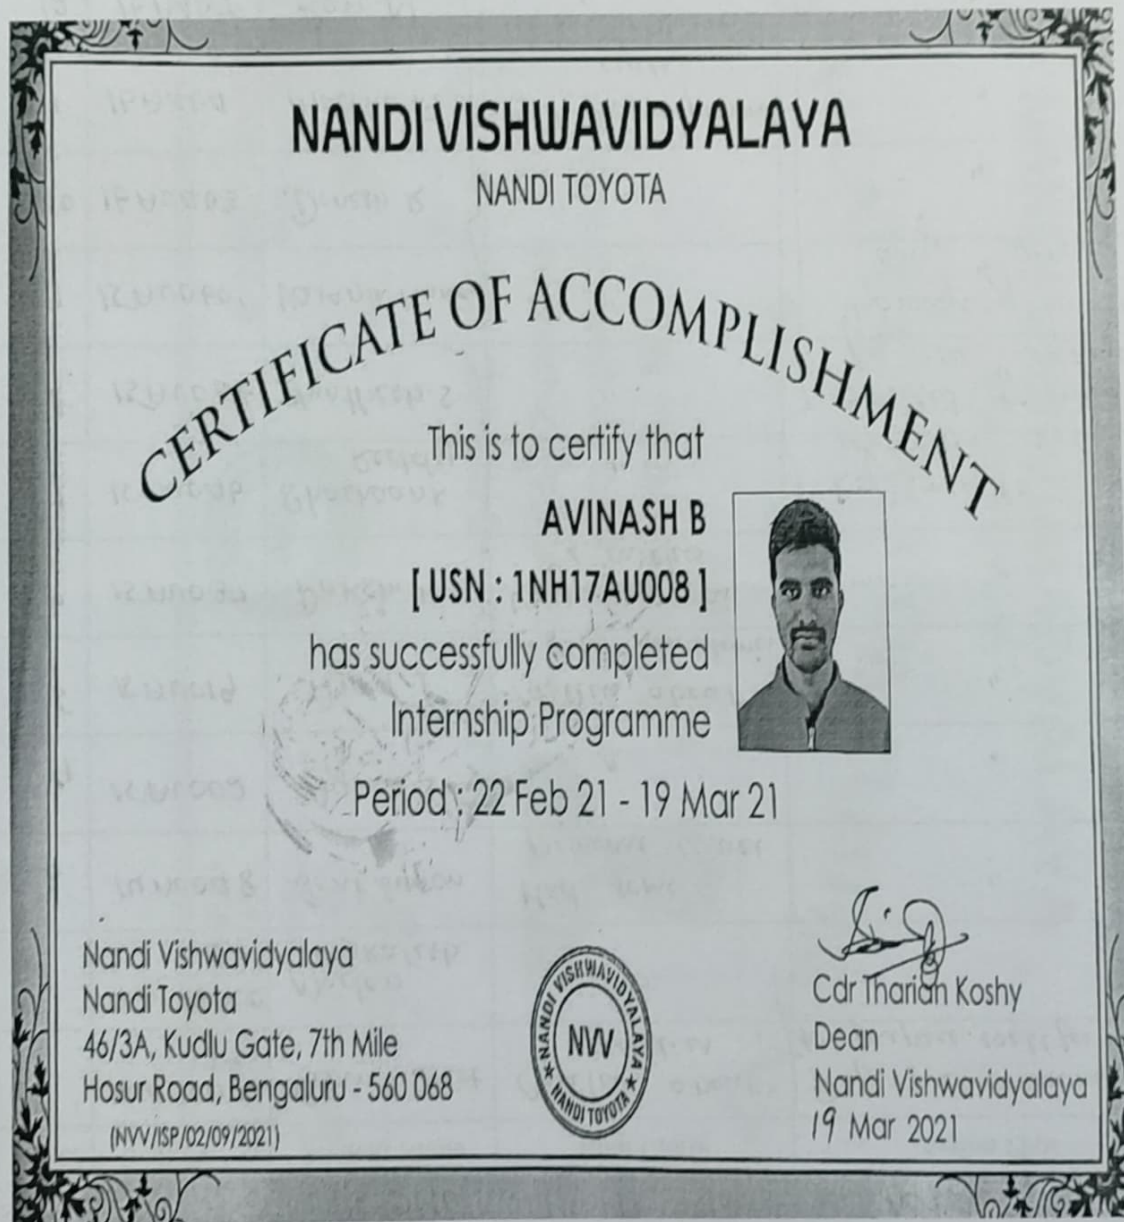 NANDI VISHWAVIDYALAYA
NANDI TOYOTA
CERTIFICATE OF ACCOMPLISHMENT
This is to certify that
AVINASH B
[ USN : 1NH17AU008 ]
has successfully completed
Internship Programme
Period : 22 Feb 21 - 19 Mar 21
Nandi Vishwavidyalaya
Nandi Toyota
46/3A, Kudlu Gate, 7th Mile
Hosur Road, Bengaluru - 560 068
(NVV/ISP/02/09/2021)
NANDI VISHWAVIDYALAYA
NVV
★ NANDI TOYOTA ★
Cdr Tharian Koshy
Dean
Nandi Vishwavidyalaya
19 Mar 2021